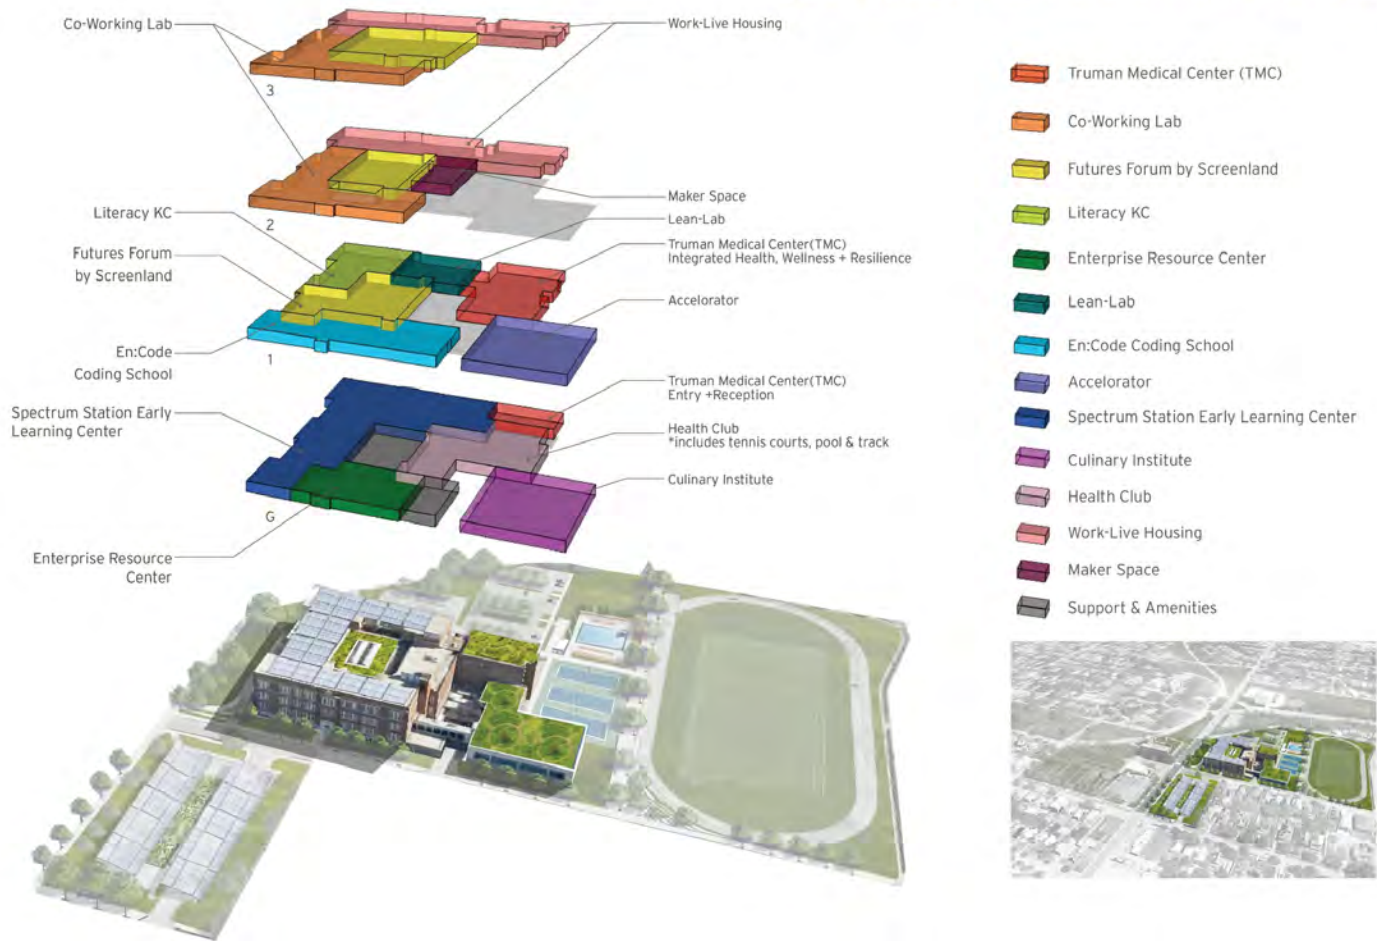 Co-Working Lab
Work-Live Housing
3
Maker Space
Literacy KC
2
Lean-Lab
Futures Forum
by Screenland
Truman Medical Center(TMC)
Integrated Health, Wellness + Resilience
Accelorator
En:Code
Coding School
1
Truman Medical Center(TMC)
Entry +Reception
Spectrum Station Early
Learning Center
Health Club
*includes tennis courts, pool & track
Culinary Institute
G
Enterprise Resource
Center
Truman Medical Center (TMC)
Co-Working Lab
Futures Forum by Screenland
Literacy KC
Enterprise Resource Center
Lean-Lab
En:Code Coding School
Accelorator
Spectrum Station Early Learning Center
Culinary Institute
Health Club
Work-Live Housing
Maker Space
Support & Amenities